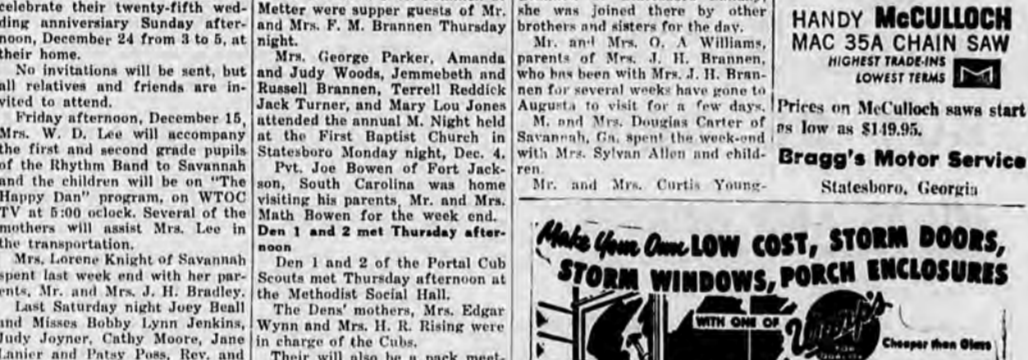 celebrate their twenty-fifth wed-
ding anniversary Sunday after-
noon, December 24 from 3 to 5, at
their home.
No invitations will be sent, but
all relatives and friends are in-
vited to attend.
Friday afternoon, December 15,
Mrs. W. D. Lee will accompany
the first and second grade pupils
of the Rhythm Band to Savannah
and the children will be on "The
Happy Dan" program, on WTOC
TV at 5:00 oclock. Several of the
mothers will assist Mrs. Lee in
the transportation.
Mrs. Lorene Knight of Savannah
spent last week end with her par-
ents, Mr. and Mrs. J. H. Bradley.
Last Saturday night Joey Beall
and Misses Bobby Lynn Jenkins,
Judy Joyner, Cathy Moore, Jane
Lanier and Patsy Poss, Rev. and
Metter were supper guests of Mr.
and Mrs. F. M. Brannen Thursday
night.
Mrs. George Parker, Amanda
and Judy Woods, Jemmebeth and
Russell Brannen, Terrell Reddick
Jack Turner, and Mary Lou Jones
attended the annual M. Night held
at the First Baptist Church in
Statesboro Monday night, Dec. 4.
Pvt. Joe Bowen of Fort Jack-
son, South Carolina was home
visiting his parents, Mr. and Mrs.
Math Bowen for the week end.
Den 1 and 2 met Thursday after-
noon
Den 1 and 2 of the Portal Cub
Scouts met Thursday afternoon at
the Methodist Social Hall.
The Dens' mothers, Mrs. Edgar
Wynn and Mrs. H. R. Rising were
in charge of the Cubs.
Their will also be a pack meet-
she was joined there by other
brothers and sisters for the day.
Mr. and Mrs. O. A Williams,
parents of Mrs. J. H. Brannen,
who has been with Mrs. J. H. Bran-
nen for several weeks have gone to
Augusta to visit for a few days.
M. and Mrs. Douglas Carter of
Savannah, Ga. spent the week-end
with Mrs. Sylvan Allen and child-
ren.
Mr. and Mrs. Curtis Young-
HANDY McCULLOCH
MAC 35A CHAIN SAW
HIGHEST TRADE-INS
LOWEST TERMS
Prices on McCulloch saws start
as low as $149.95.
Bragg's Motor Service
Statesboro, Georgia
Make Your Own LOW COST, STORM DOORS,
STORM WINDOWS, PORCH ENCLOSURES
WITH ONE OF
Warp's
Cheaper than Glass